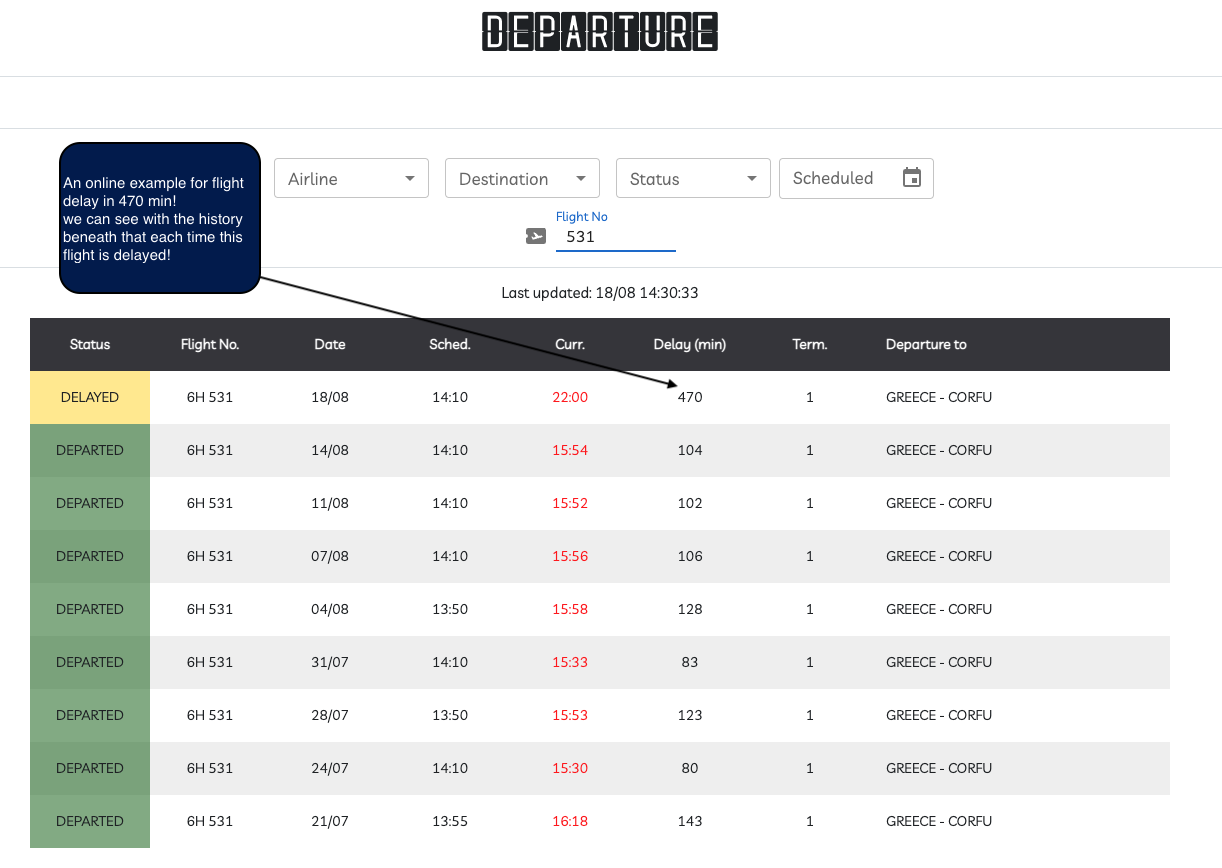 DEPARTURE
An online example for flight
delay in 470 min!
we can see with the history
beneath that each time this
flight is delayed!
Airline Destination Status Scheduled
Flight No
531
Last updated: 18/08 14:30:33
Status Flight No. Date Sched. Curr. Delay (min) Term. Departure to
DELAYED 6H 531 18/08 14:10 22:00 470 1 GREECE - CORFU
DEPARTED 6H 531 14/08 14:10 15:54 104 1 GREECE - CORFU
DEPARTED 6H 531 11/08 14:10 15:52 102 1 GREECE - CORFU
DEPARTED 6H 531 07/08 14:10 15:56 106 1 GREECE - CORFU
DEPARTED 6H 531 04/08 13:50 15:58 128 1 GREECE - CORFU
DEPARTED 6H 531 31/07 14:10 15:33 83 1 GREECE - CORFU
DEPARTED 6H 531 28/07 13:50 15:53 123 1 GREECE - CORFU
DEPARTED 6H 531 24/07 14:10 15:30 80 1 GREECE - CORFU
DEPARTED 6H 531 21/07 13:55 16:18 143 1 GREECE - CORFU